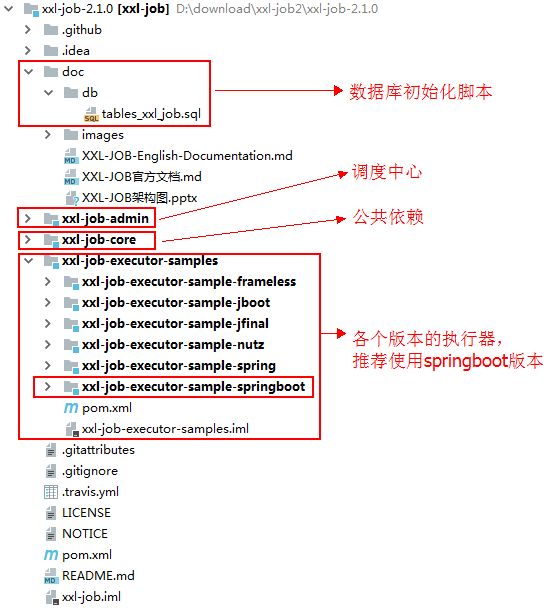 xxl-job-2.1.0 [xxl-job] D:\download\xxl-job2\xxl-job-2.1.0
.github
.idea
doc
db
数据库初始化脚本
tables_xxl_job.sql
images
XXL-JOB-English-Documentation.md
XXL-JOB官方文档.md
XXL-JOB架构图.pptx
调度中心
xxl-job-admin
公共依赖
xxl-job-core
xxl-job-executor-samples
xxl-job-executor-sample-frameless
xxl-job-executor-sample-jboot
xxl-job-executor-sample-jfinal
各个版本的执行器，
xxl-job-executor-sample-nutz
推荐使用springboot版本
xxl-job-executor-sample-spring
xxl-job-executor-sample-springboot
pom.xml
xxl-job-executor-samples.iml
.gitattributes
.gitignore
.travis.yml
LICENSE
NOTICE
pom.xml
README.md
xxl-job.iml